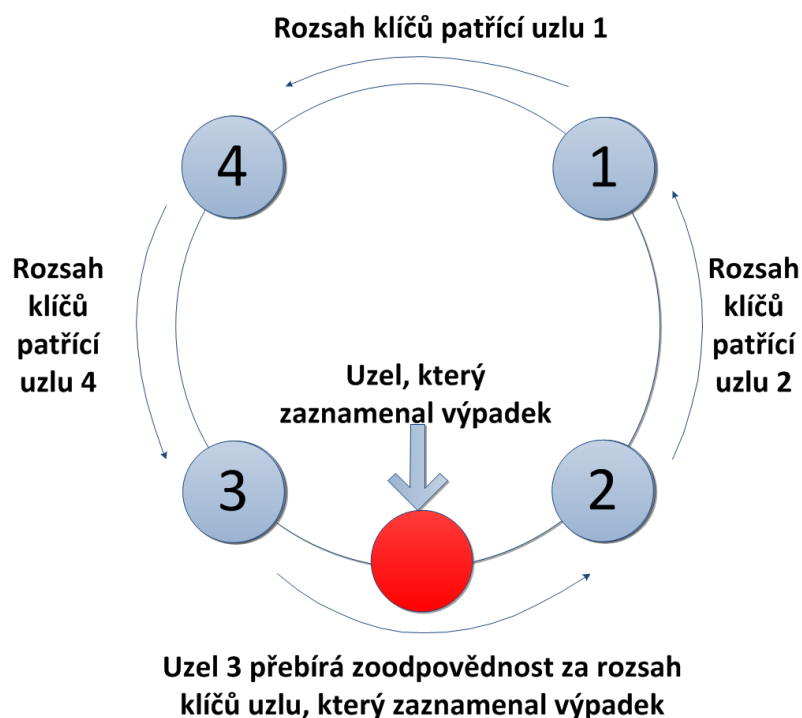 Rozsah klíčů patřící uzlu 1
4
1
Rozsah
klíčů
patřící
uzlu 4
Rozsah
klíčů
patřící
uzlu 2
Uzel, který
zaznamenal výpadek
3
2
Uzel 3 přebírá zoodpovědnost za rozsah
klíčů uzlu, který zaznamenal výpadek